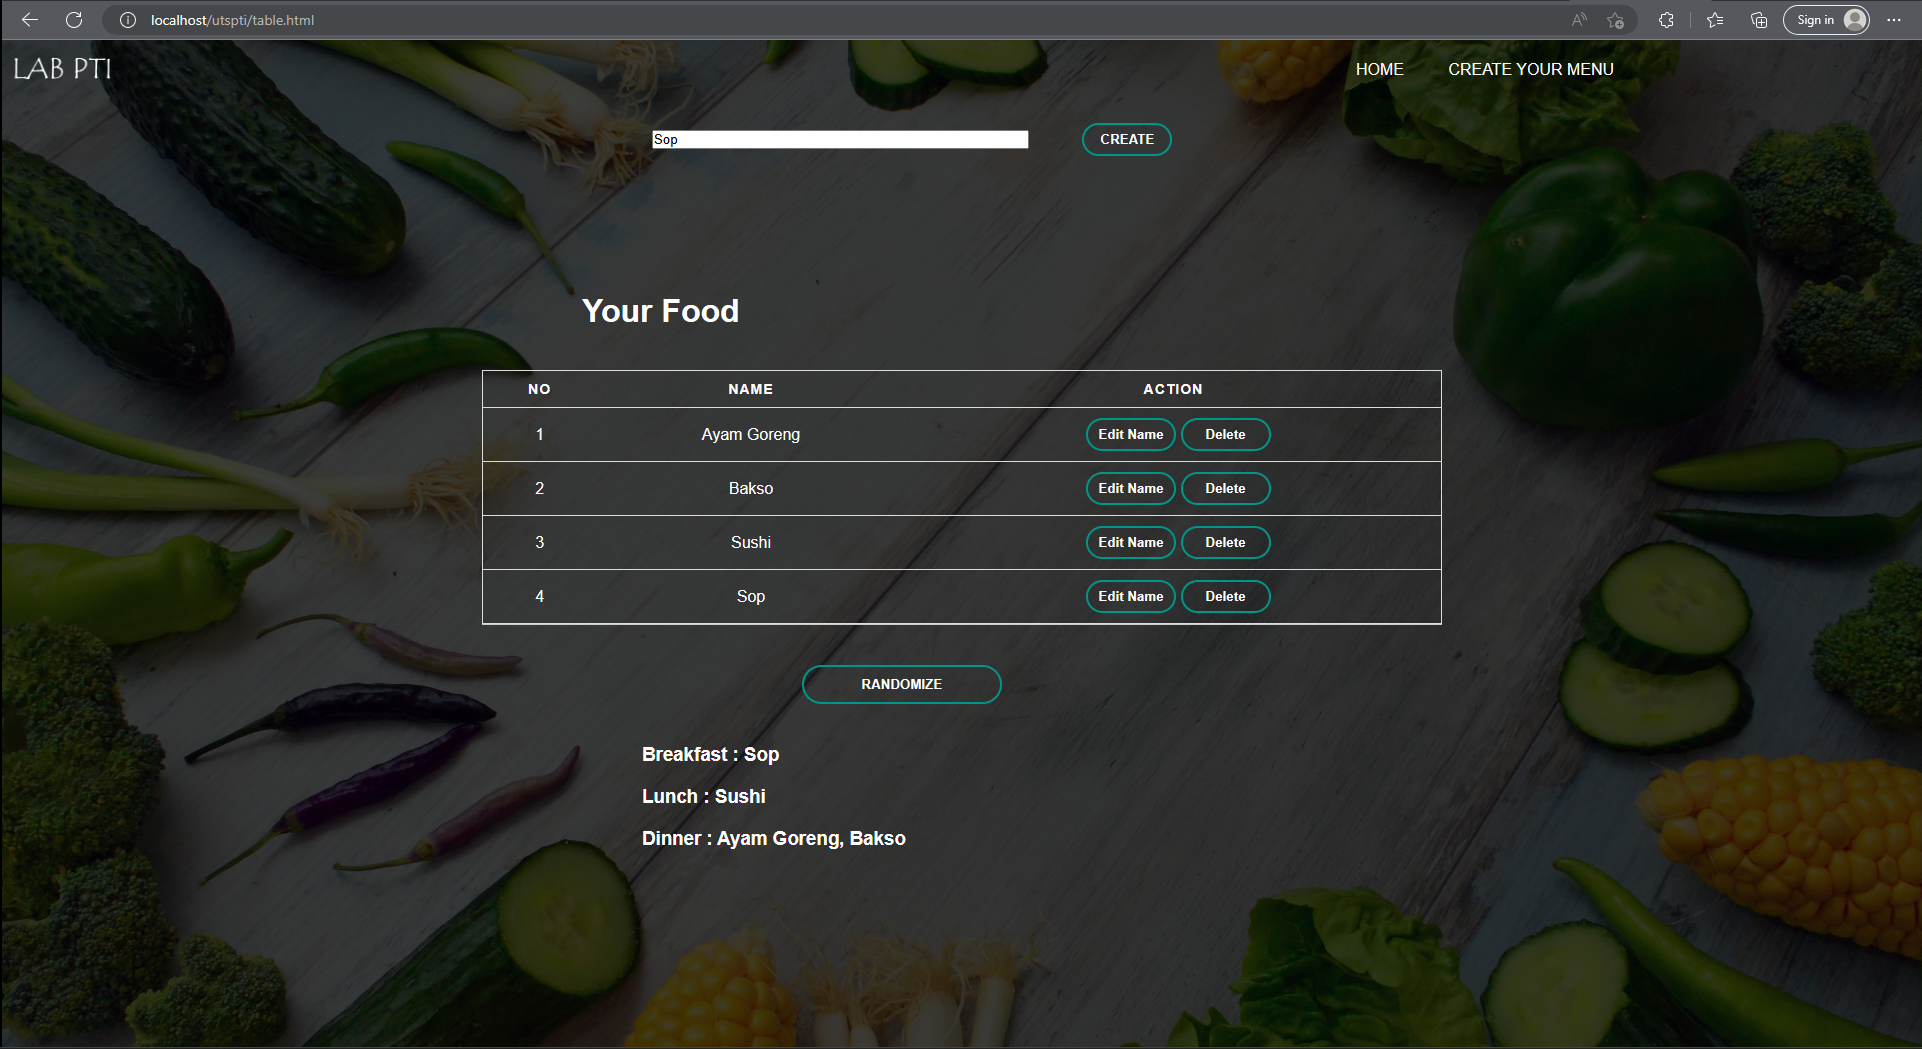 localhost/utspti/table.html
Sign in
LAB PTI
HOME CREATE YOUR MENU
Sop CREATE
Your Food
NO NAME ACTION
1 Ayam Goreng Edit Name Delete
2 Bakso Edit Name Delete
3 Sushi Edit Name Delete
4 Sop Edit Name Delete
RANDOMIZE
Breakfast : Sop
Lunch : Sushi
Dinner : Ayam Goreng, Bakso